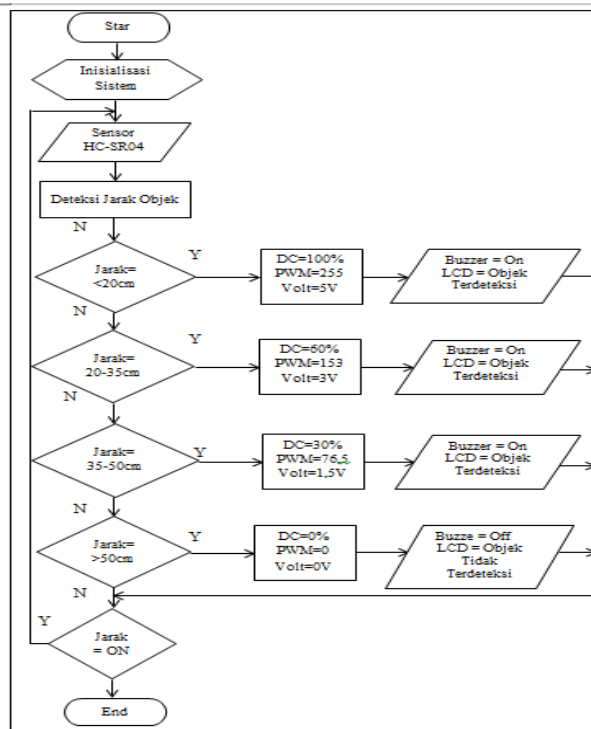 Star
Inisialisasi
Sistem
Sensor
HC-SR04
Deteksi Jarak Objek
N
Jarak=
<20cm
Y
DC=100%
PWM=255
Volt=5V
Buzzer = On
LCD = Objek
Terdeteksi
N
Jarak=
20-35cm
Y
DC=60%
PWM=153
Volt=3V
Buzzer = On
LCD = Objek
Terdeteksi
N
Jarak=
35-50cm
Y
DC=30%
PWM=76,5
Volt=1,5V
Buzzer = On
LCD = Objek
Terdeteksi
N
Jarak=
>50cm
Y
DC=0%
PWM=0
Volt=0V
Buzze = Off
LCD = Objek
Tidak
Terdeteksi
N
Y
Jarak
= ON
End